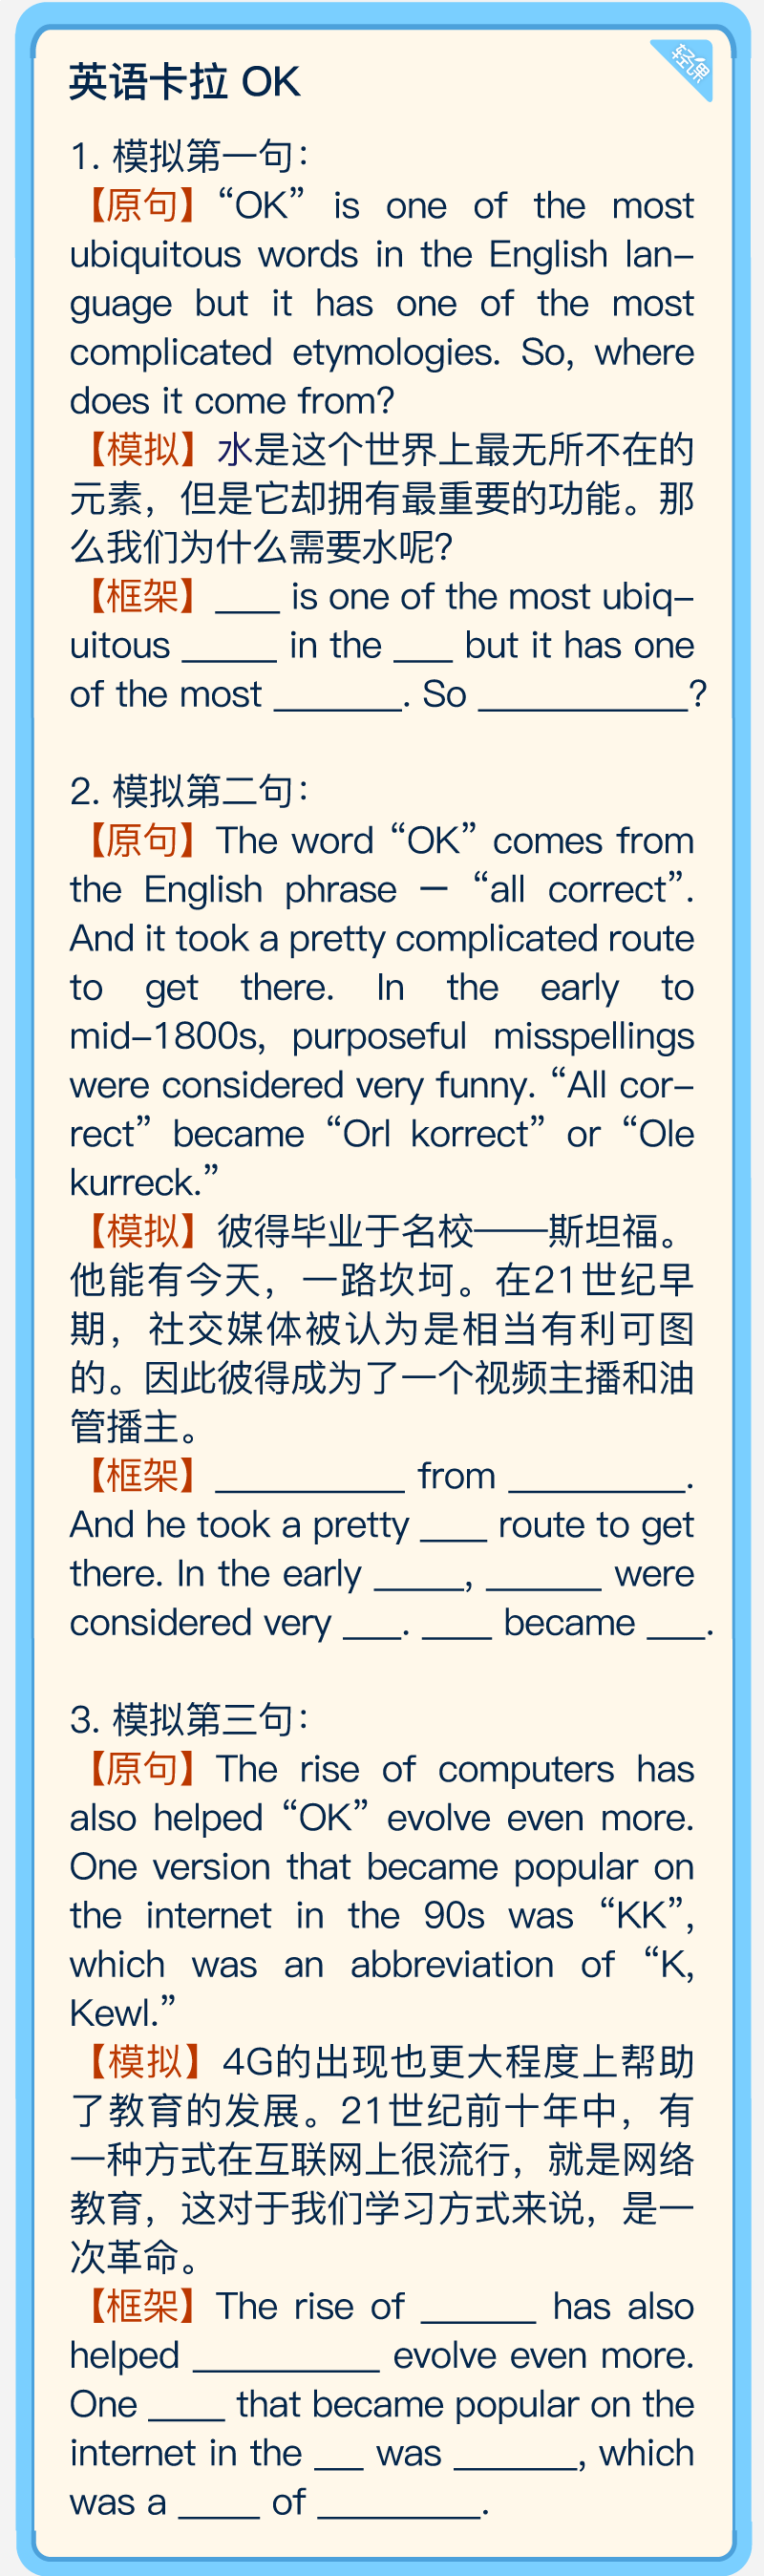 英语卡拉 OK
轻课
1. 模拟第一句：
【原句】“OK” is one of the most
ubiquitous words in the English lan-
guage but it has one of the most
complicated etymologies. So, where
does it come from?
【模拟】水是这个世界上最无所不在的
元素，但是它却拥有最重要的功能。那
么我们为什么需要水呢?
【框架】____ is one of the most ubiq-
uitous ______ in the ____ but it has one
of the most ________. So _____________?
2. 模拟第二句：
【原句】The word “OK” comes from
the English phrase — “all correct”.
And it took a pretty complicated route
to get there. In the early to
mid-1800s, purposeful misspellings
were considered very funny. “All cor-
rect” became “Orl korrect” or “Ole
kurreck.”
【模拟】彼得毕业于名校——斯坦福。
他能有今天，一路坎坷。在21世纪早
期，社交媒体被认为是相当有利可图
的。因此彼得成为了一个视频主播和油
管播主。
【框架】____________ from ___________.
And he took a pretty ____ route to get
there. In the early ______, _______ were
considered very ____. ____ became ____.
3. 模拟第三句：
【原句】The rise of computers has
also helped “OK” evolve even more.
One version that became popular on
the internet in the 90s was “KK”,
which was an abbreviation of “K,
Kewl.”
【模拟】4G的出现也更大程度上帮助
了教育的发展。21世纪前十年中，有
一种方式在互联网上很流行，就是网络
教育，这对于我们学习方式来说，是一
次革命。
【框架】The rise of _______ has also
helped ____________ evolve even more.
One _____ that became popular on the
internet in the ___ was ________, which
was a _____ of __________.